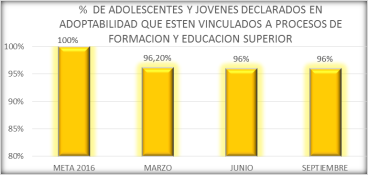 % DE ADOLESCENTES Y JOVENES DECLARADOS EN
ADOPTABILIDAD QUE ESTEN VINCULADOS A PROCESOS DE
FORMACION Y EDUCACION SUPERIOR
100%
95%
90%
85%
80%
100%
96,20%
96%
96%
META 2016
MARZO
JUNIO
SEPTIEMBRE